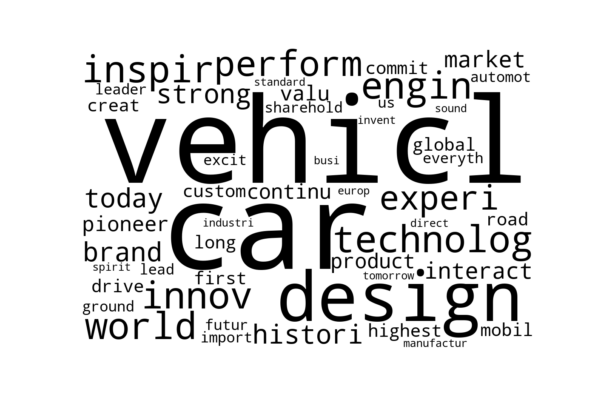 inspir perform commit market
leader standard engin automot
creat strong valu us
sharehold sound
vehicl invent
global
excit busi everyth
today custom continu europ experi
pioneer car industri direct road
long technolog
brand product
spirit lead tomorrow interact
drive first
ground innov design
world futur histori highest mobil
import manufactur